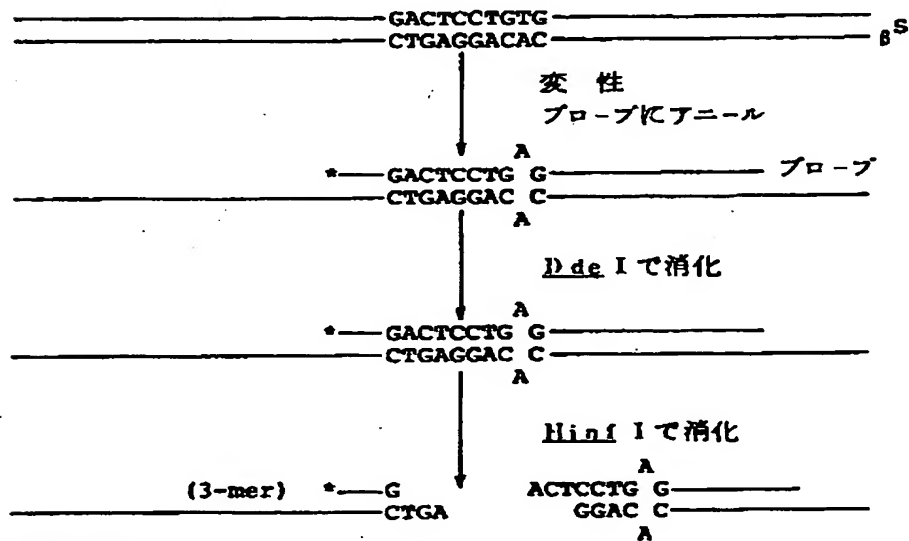 GACTCCTGTG
CTGAGGACAC
βS
変 性
プローブにアニール
A
* GACTCCTG G プローブ
CTGAGGAC C
A
Dde I で消化
A
* GACTCCTG G
CTGAGGAC C
A
Hinf I で消化
A
(3-mer) * G ACTCCTG G
CTGA GGAC C
A